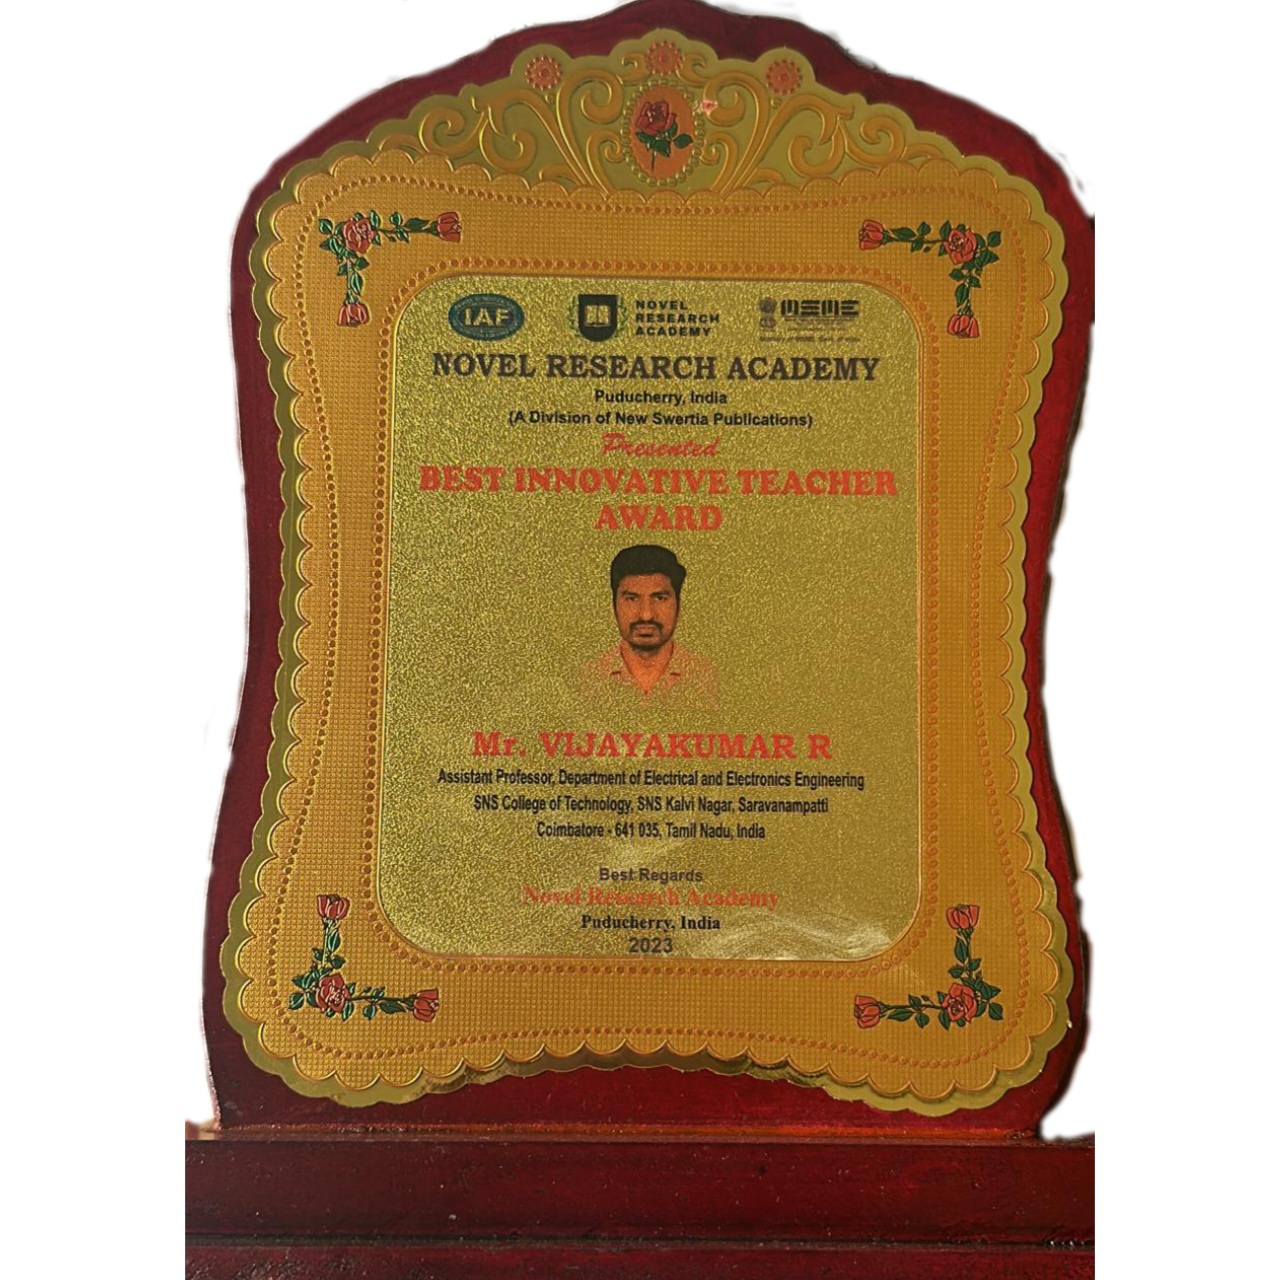 IAF
NOVEL
RESEARCH
ACADEMY
MSME
NOVEL RESEARCH ACADEMY
Puducherry, India
(A Division of New Swertia Publications)
Presented
BEST INNOVATIVE TEACHER
AWARD
Mr. VIJAYAKUMAR R
Assistant Professor, Department of Electrical and Electronics Engineering
SNS College of Technology, SNS Kalvi Nagar, Saravanampatti
Coimbatore - 641 035, Tamil Nadu, India
Best Regards
Novel Research Academy
Puducherry, India
2023